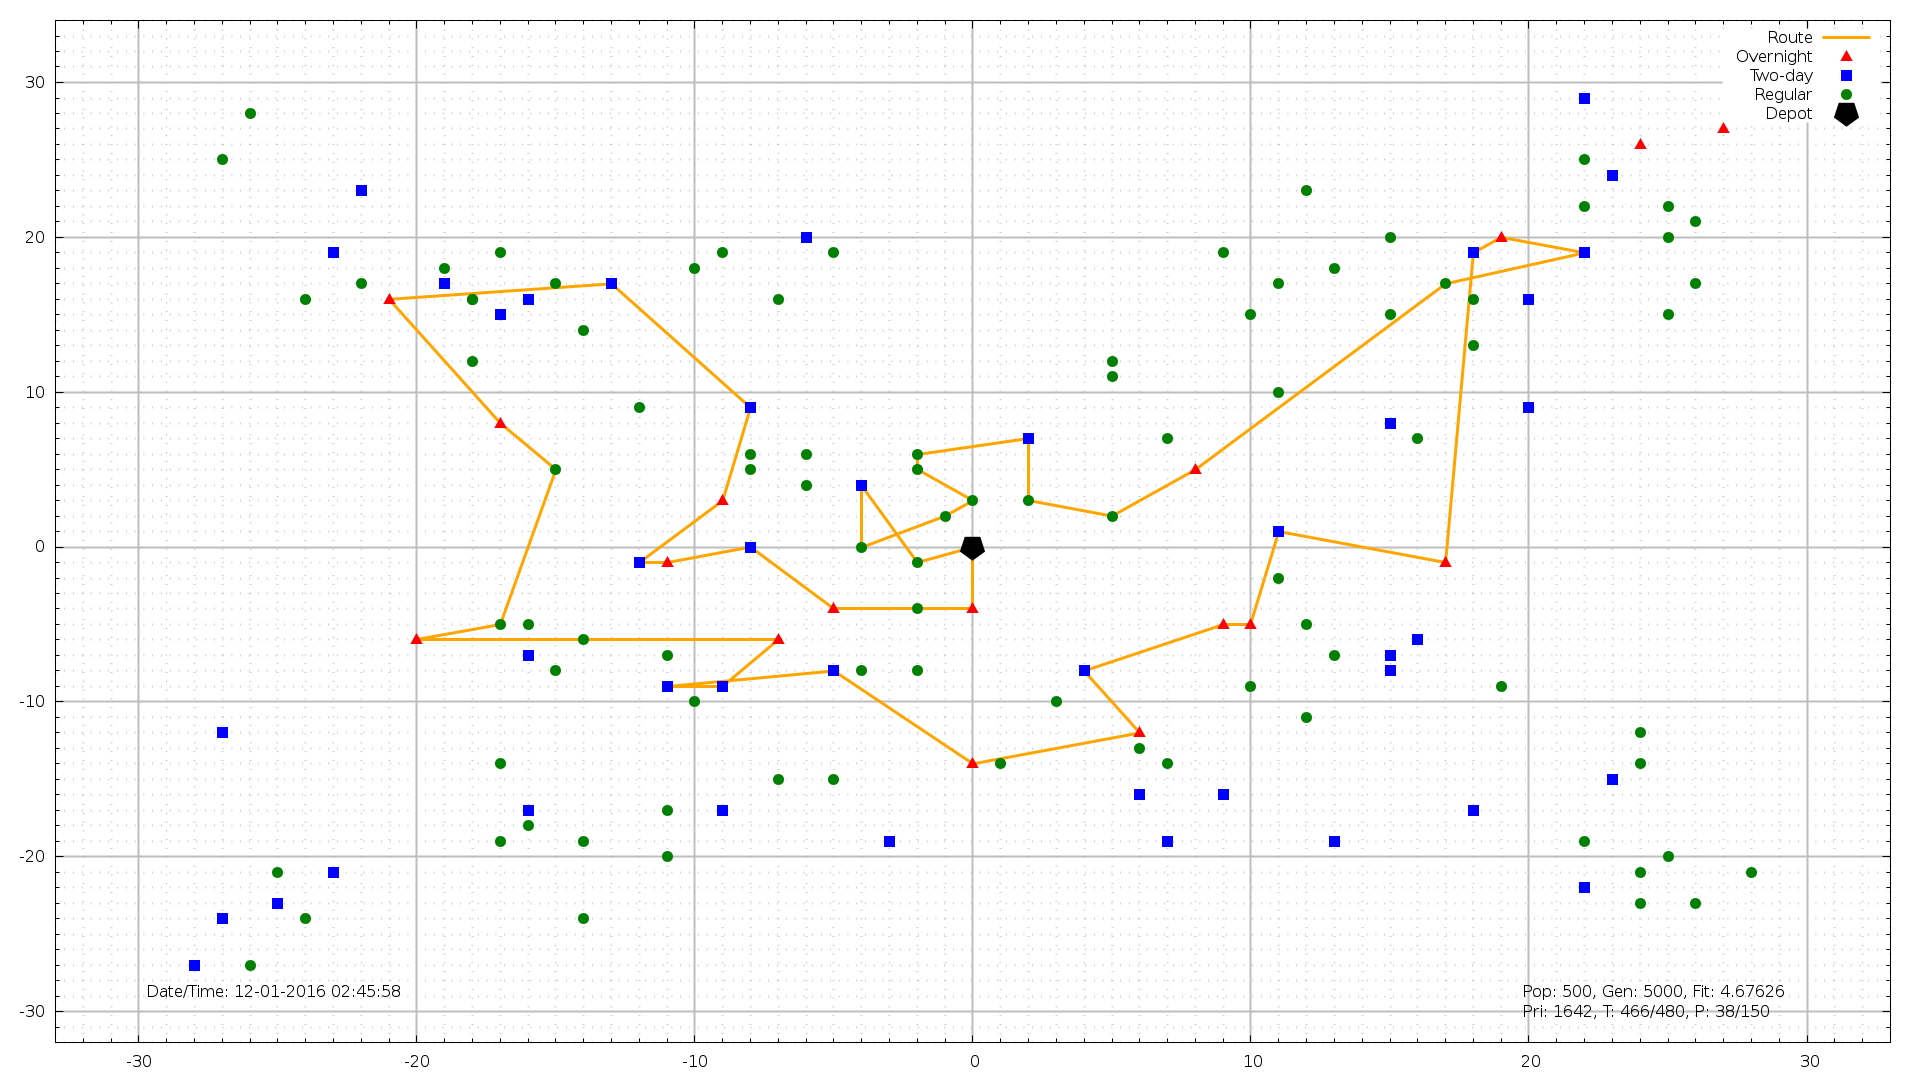 Route
Overnight
Two-day
Regular
Depot
30
20
10
0
-10
-20
-30
Date/Time: 12-01-2016 02:45:58
Pop: 500, Gen: 5000, Fit: 4.67626
Pri: 1642, T: 466/480, P: 38/150
-30 -20 -10 0 10 20 30